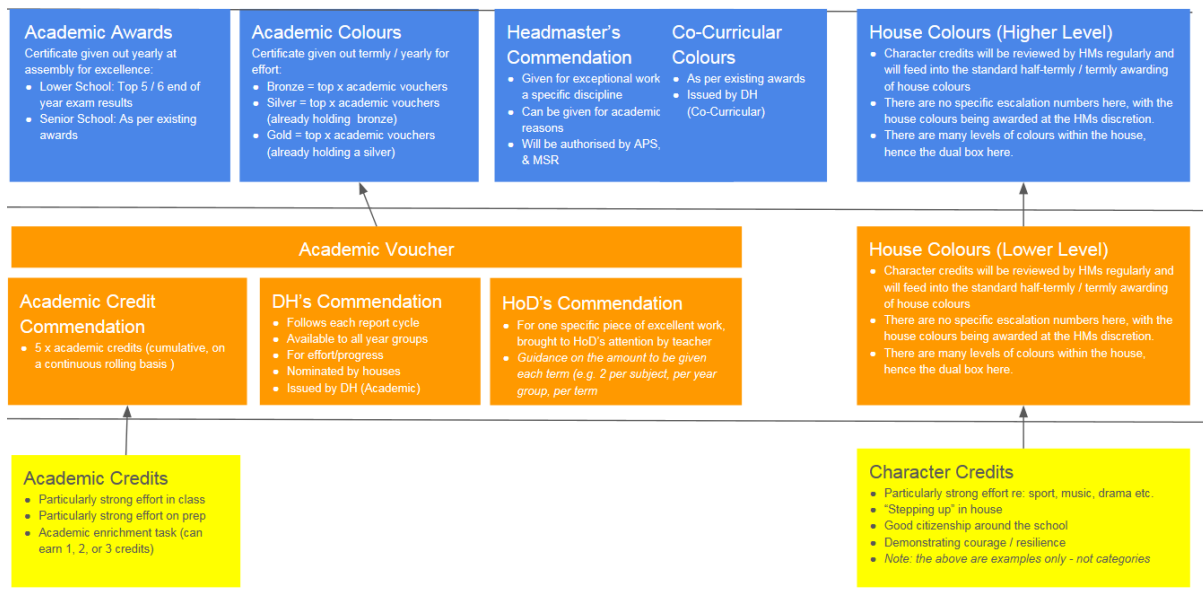 Academic Awards
Certificate given out yearly at
assembly for excellence:
● Lower School: Top 5 / 6 end of
year exam results
● Senior School: As per existing
awards
Academic Colours
Certificate given out termly / yearly for
effort:
● Bronze = top x academic vouchers
● Silver = top x academic vouchers
(already holding bronze)
● Gold = top x academic vouchers
(already holding a silver)
Headmaster's
Commendation
● Given for exceptional work
a specific discipline
● Can be given for academic
reasons
● Will be authorised by APS,
& MSR
Co-Curricular
Colours
● As per existing awards
● Issued by DH
(Co-Curricular)
House Colours (Higher Level)
● Character credits will be reviewed by HMs regularly and
will feed into the standard half-termly / termly awarding
of house colours
● There are no specific escalation numbers here, with the
house colours being awarded at the HMs discretion.
● There are many levels of colours within the house,
hence the dual box here.
Academic Voucher
Academic Credit
Commendation
● 5 x academic credits (cumulative, on
a continuous rolling basis )
DH's Commendation
● Follows each report cycle
● Available to all year groups
● For effort/progress
● Nominated by houses
● Issued by DH (Academic)
HoD's Commendation
● For one specific piece of excellent work,
brought to HoD's attention by teacher
● Guidance on the amount to be given
each term (e.g. 2 per subject, per year
group, per term
House Colours (Lower Level)
● Character credits will be reviewed by HMs regularly and
will feed into the standard half-termly / termly awarding
of house colours
● There are no specific escalation numbers here, with the
house colours being awarded at the HMs discretion.
● There are many levels of colours within the house,
hence the dual box here.
Academic Credits
● Particularly strong effort in class
● Particularly strong effort on prep
● Academic enrichment task (can
earn 1, 2, or 3 credits)
Character Credits
● Particularly strong effort re: sport, music, drama etc.
● "Stepping up" in house
● Good citizenship around the school
● Demonstrating courage / resilience
● Note: the above are examples only - not categories